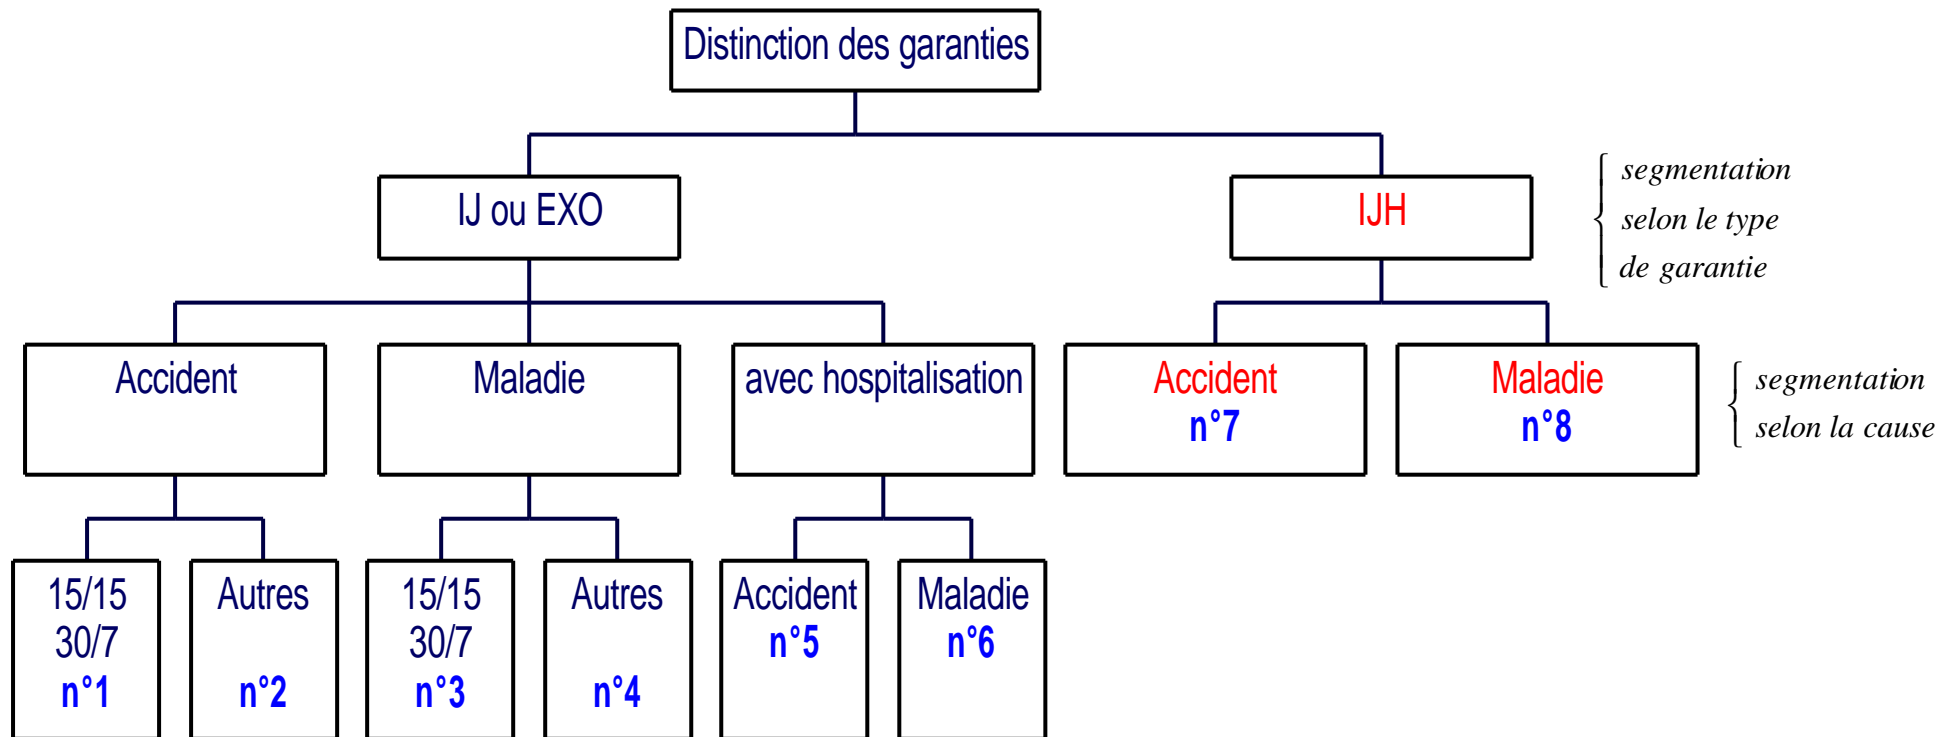 Distinction des garanties
IJ ou EXO
IJH
segmentation
selon le type
de garantie
Accident
Maladie
avec hospitalisation
Accident
n°7
Maladie
n°8
segmentation
selon la cause
15/15
30/7
n°1
Autres
n°2
15/15
30/7
n°3
Autres
n°4
Accident
n°5
Maladie
n°6